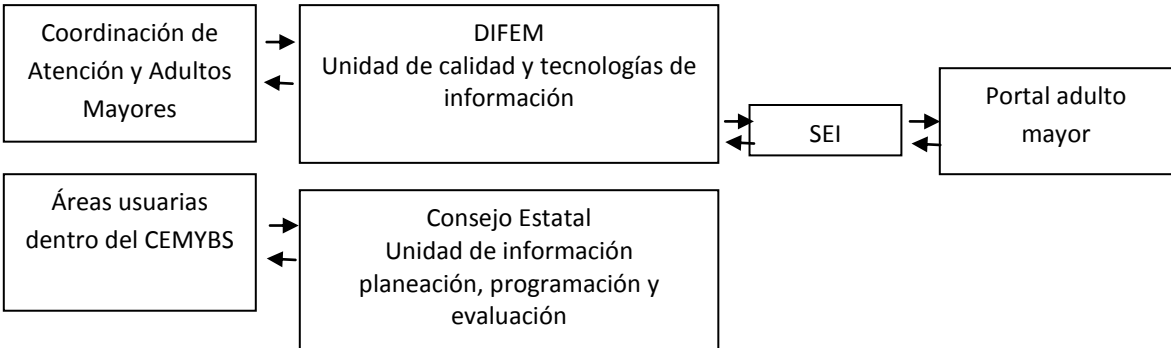 Coordinación de
Atención y Adultos
Mayores
DIFEM
Unidad de calidad y tecnologías de
información
SEI
Portal adulto
mayor
Áreas usuarias
dentro del CEMYBS
Consejo Estatal
Unidad de información
planeación, programación y
evaluación